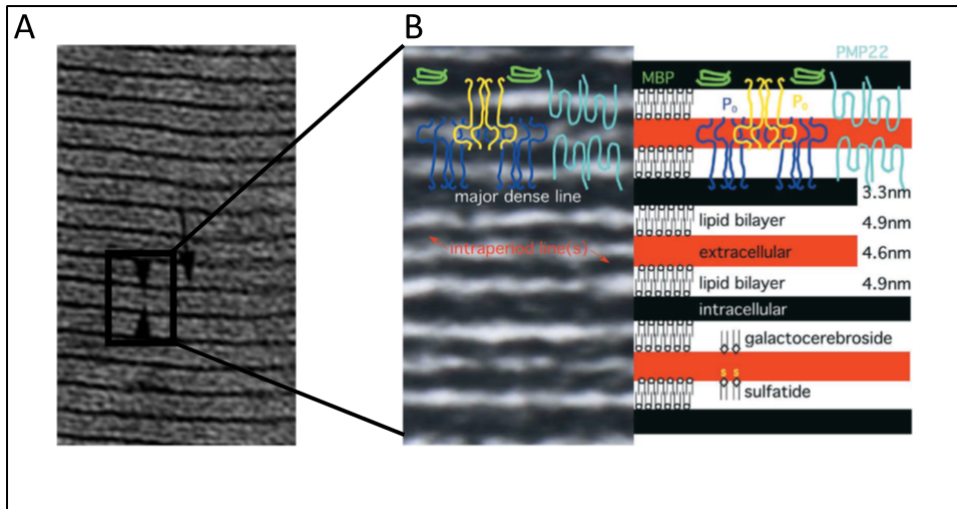 A
B
PMP22
MBP
P₀
P₀
major dense line
3.3nm
lipid bilayer
4.9nm
intraperiod line(s)
extracellular
4.6nm
lipid bilayer
4.9nm
intracellular
galactocerebroside
s s
sulfatide